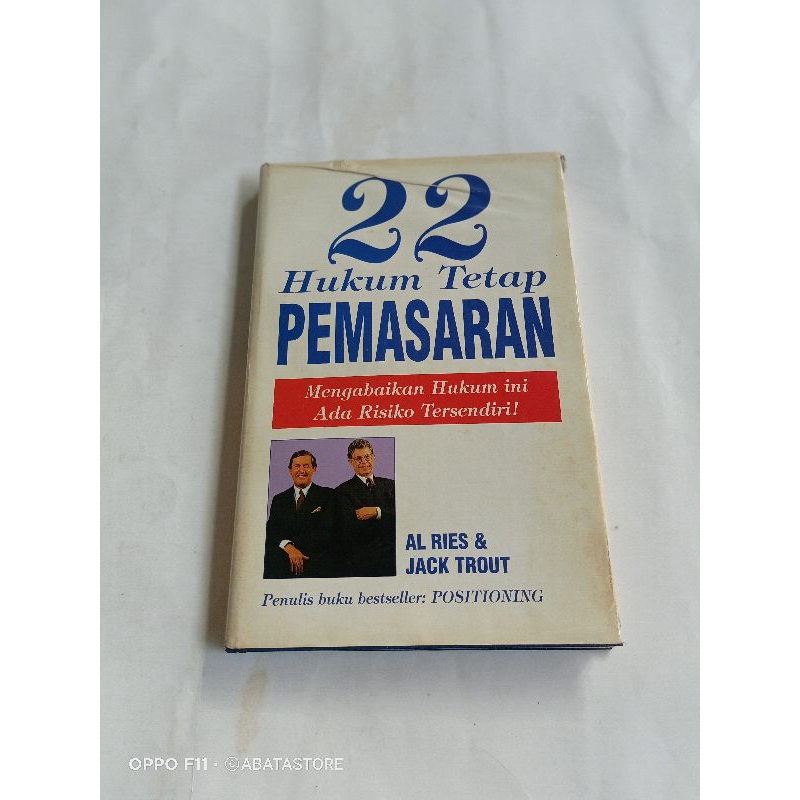 22
Hukum Tetap
PEMASARAN
Mengabaikan Hukum ini
Ada Risiko Tersendiri!
AL RIES &
JACK TROUT
Penulis buku bestseller: POSITIONING
OPPO F11 · ©ABATASTORE